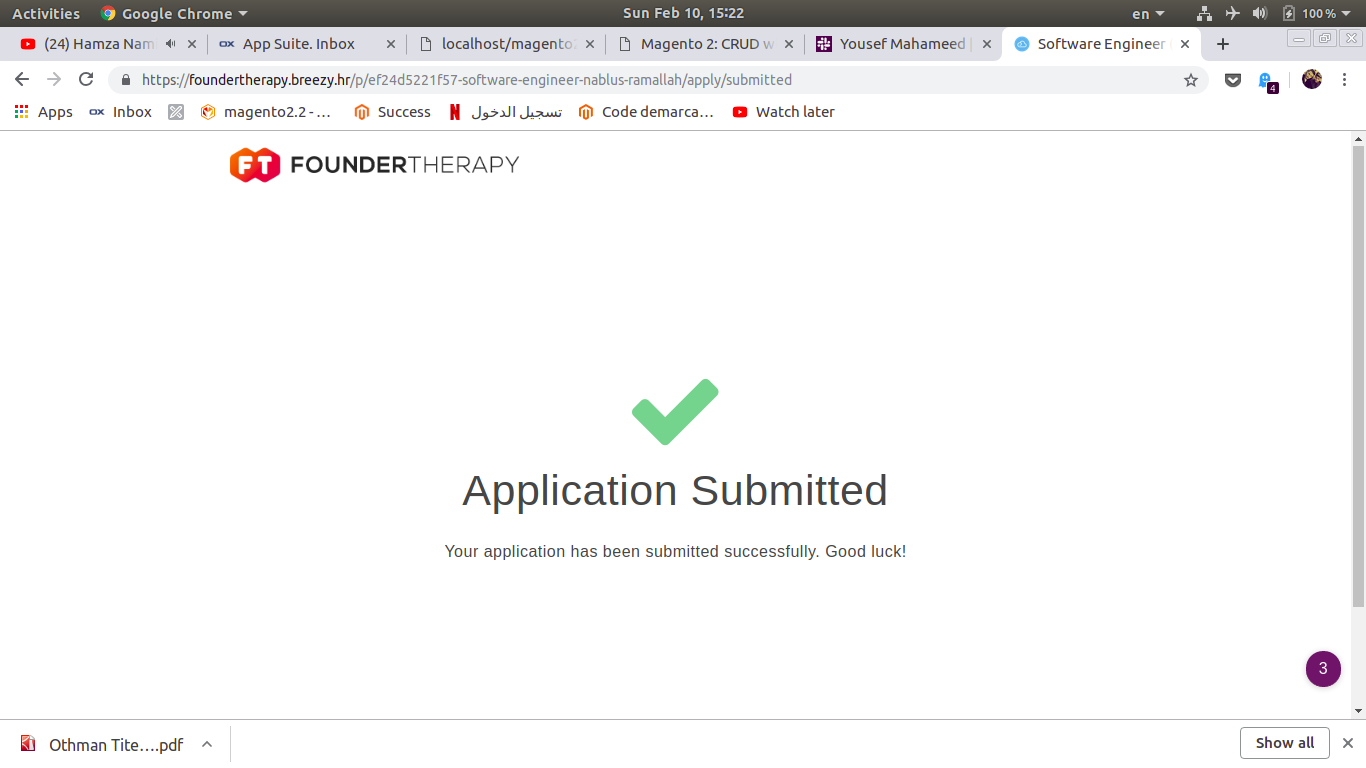 Activities Google Chrome Sun Feb 10, 15:22 en 100 %
(24) Hamza Nam App Suite. Inbox localhost/magento2 Magento 2: CRUD w Yousef Mahameed | Software Engineer
https://foundertherapy.breezy.hr/p/ef24d5221f57-software-engineer-nablus-ramallah/apply/submitted 4
Apps OX Inbox magento2.2 - … Success N تسجيل الدخول Code demarca… Watch later
FT FOUNDERTHERAPY
Application Submitted
Your application has been submitted successfully. Good luck!
3
Othman Tite….pdf Show all